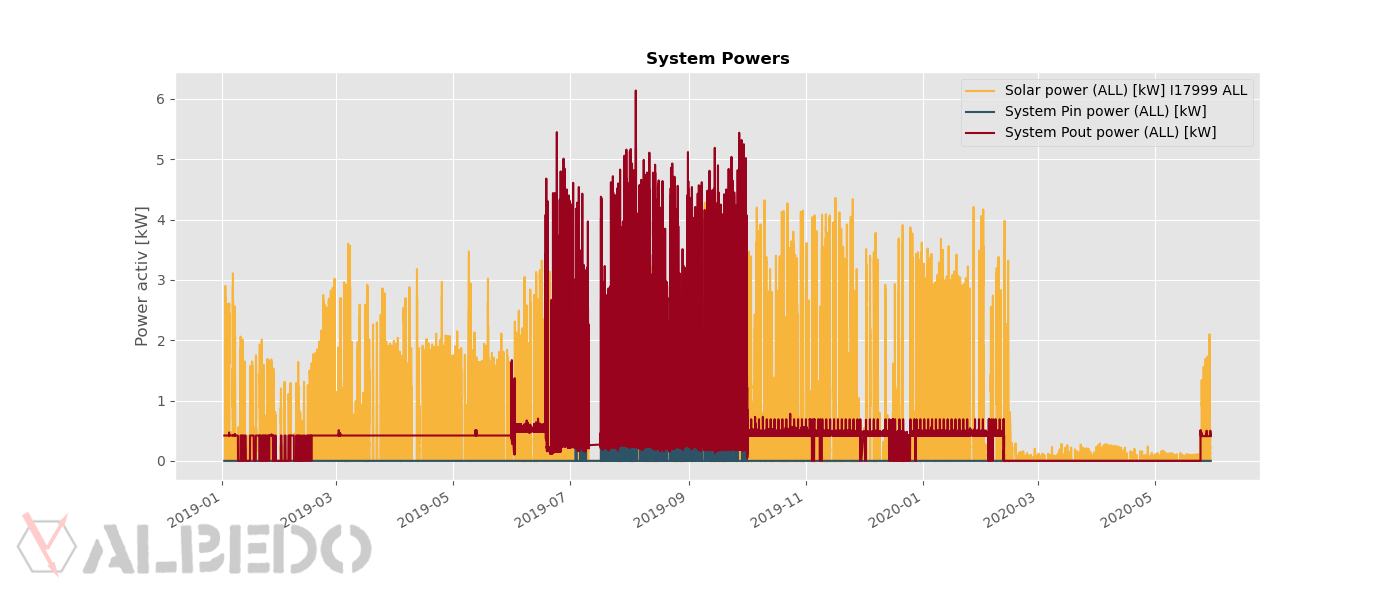 System Powers
Solar power (ALL) [kW] I17999 ALL
System Pin power (ALL) [kW]
System Pout power (ALL) [kW]
Power activ [kW]
6
5
4
3
2
1
0
2019-01
2019-03
2019-05
2019-07
2019-09
2019-11
2020-01
2020-03
2020-05
ALBEDO